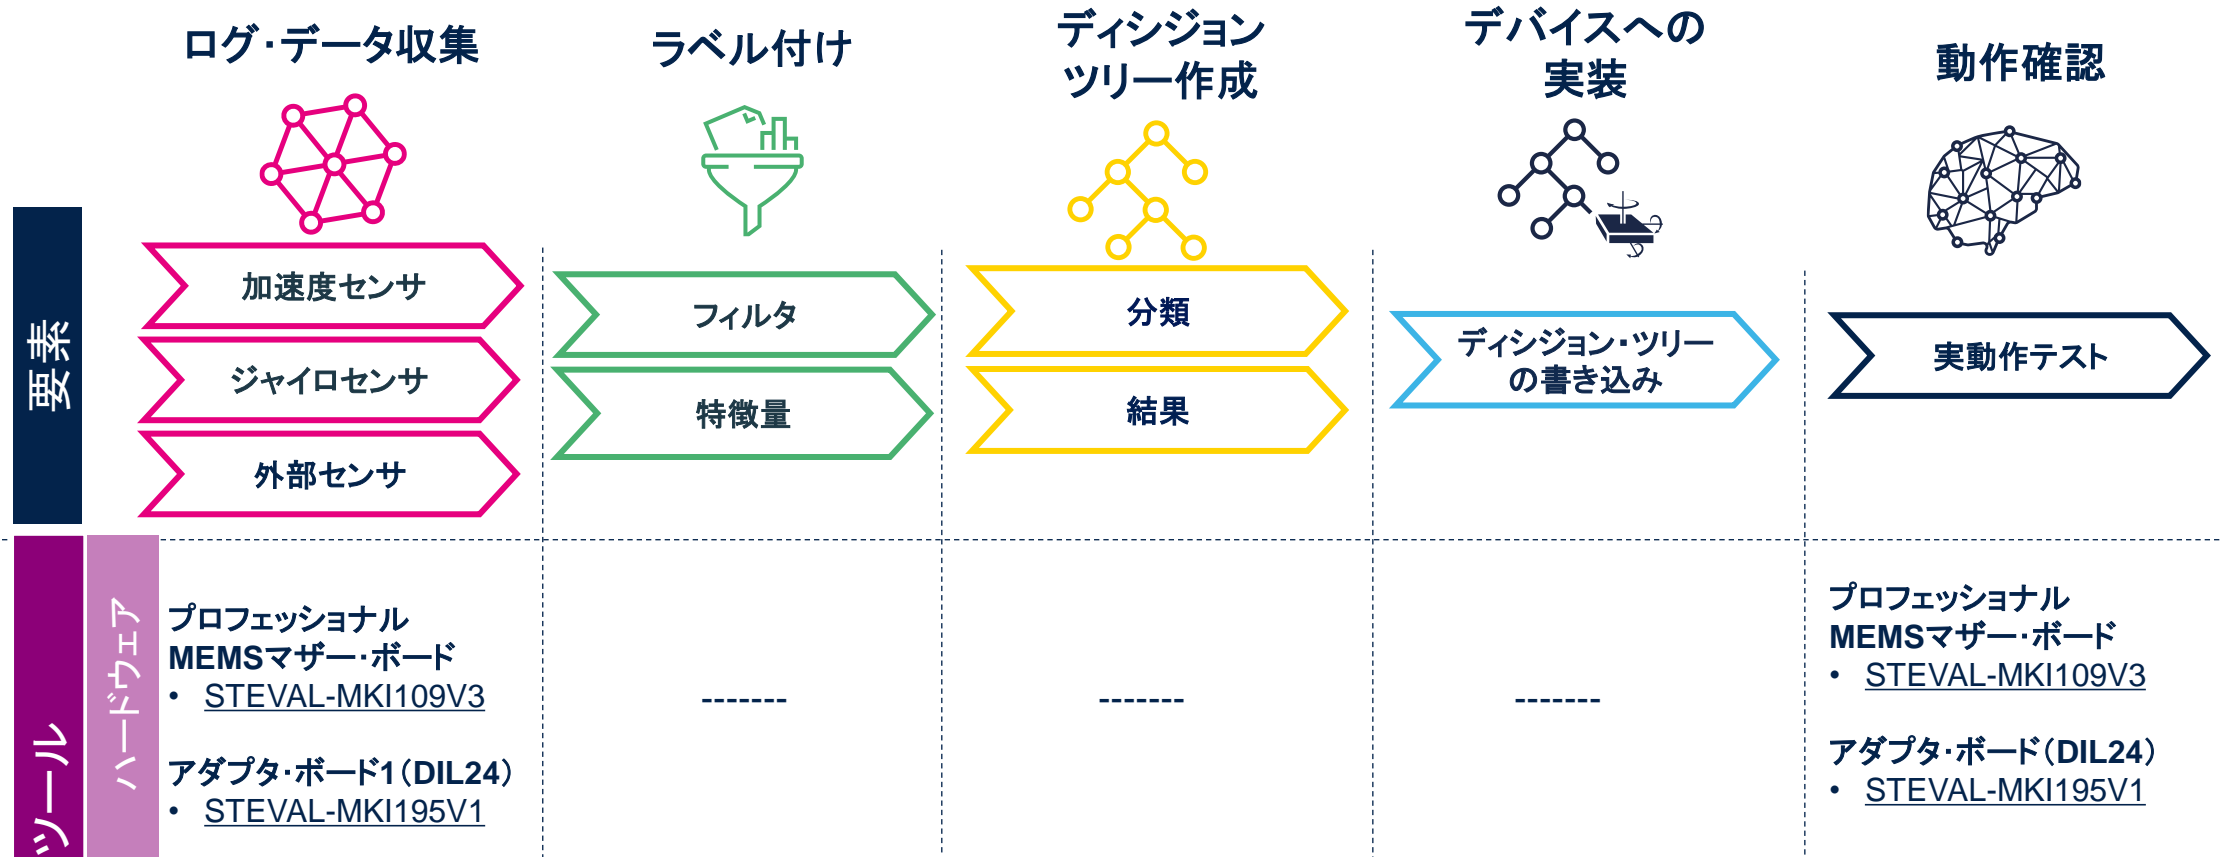 ログ・データ収集
ラベル付け
ディシジョン
ツリー作成
デバイスへの
実装
動作確認
要素
加速度センサ
ジャイロセンサ
外部センサ
フィルタ
特徴量
分類
結果
ディシジョン・ツリー
の書き込み
実動作テスト
ツール
ハードウェア
プロフェッショナル
MEMSマザー・ボード
• STEVAL-MKI109V3
アダプタ・ボード1（DIL24）
• STEVAL-MKI195V1
-------
-------
-------
プロフェッショナル
MEMSマザー・ボード
• STEVAL-MKI109V3
アダプタ・ボード（DIL24）
• STEVAL-MKI195V1